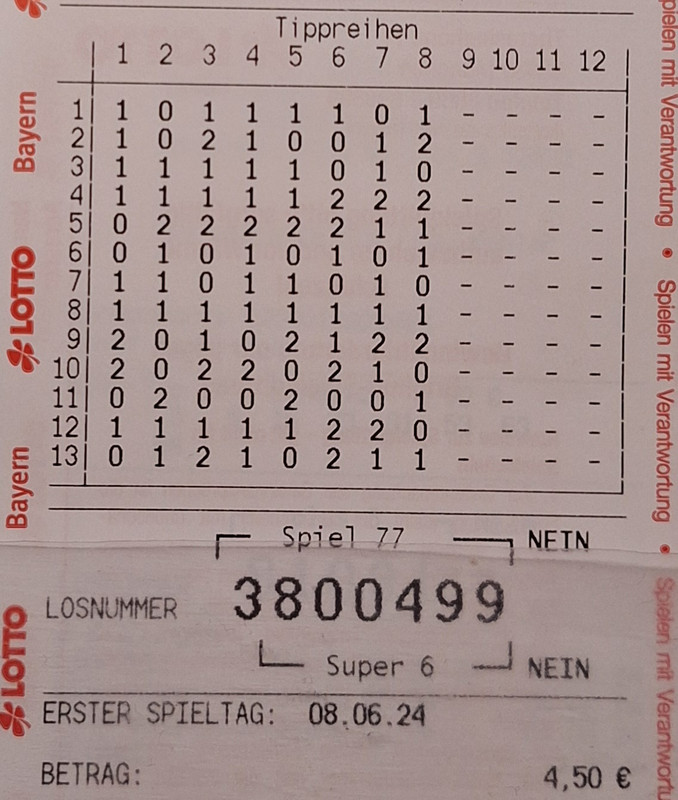 Tippreihen
1 2 3 4 5 6 7 8 9 10 11 12
1 1 0 1 1 1 1 0 1 - - - -
2 1 0 2 1 0 0 1 2 - - - -
3 1 1 1 1 1 0 1 0 - - - -
4 1 1 1 1 1 2 2 2 - - - -
5 0 2 2 2 2 2 1 1 - - - -
6 0 1 0 1 0 1 0 1 - - - -
7 1 1 0 1 1 0 1 0 - - - -
8 1 1 1 1 1 1 1 1 - - - -
9 2 0 1 0 2 1 2 2 - - - -
10 2 0 2 2 0 2 1 0 - - - -
11 0 2 0 0 2 0 0 1 - - - -
12 1 1 1 1 1 2 2 0 - - - -
13 0 1 2 1 0 2 1 1 - - - -
Spiel 77 NEIN
LOSNUMMER 3800499
Super 6 NEIN
ERSTER SPIELTAG: 08.06.24
BETRAG: 4,50 €
LOTTO Bayern LOTTO Bayern
Spielen mit Verantwortung • Spielen mit Verantwortung • Spielen mit Verantwortu